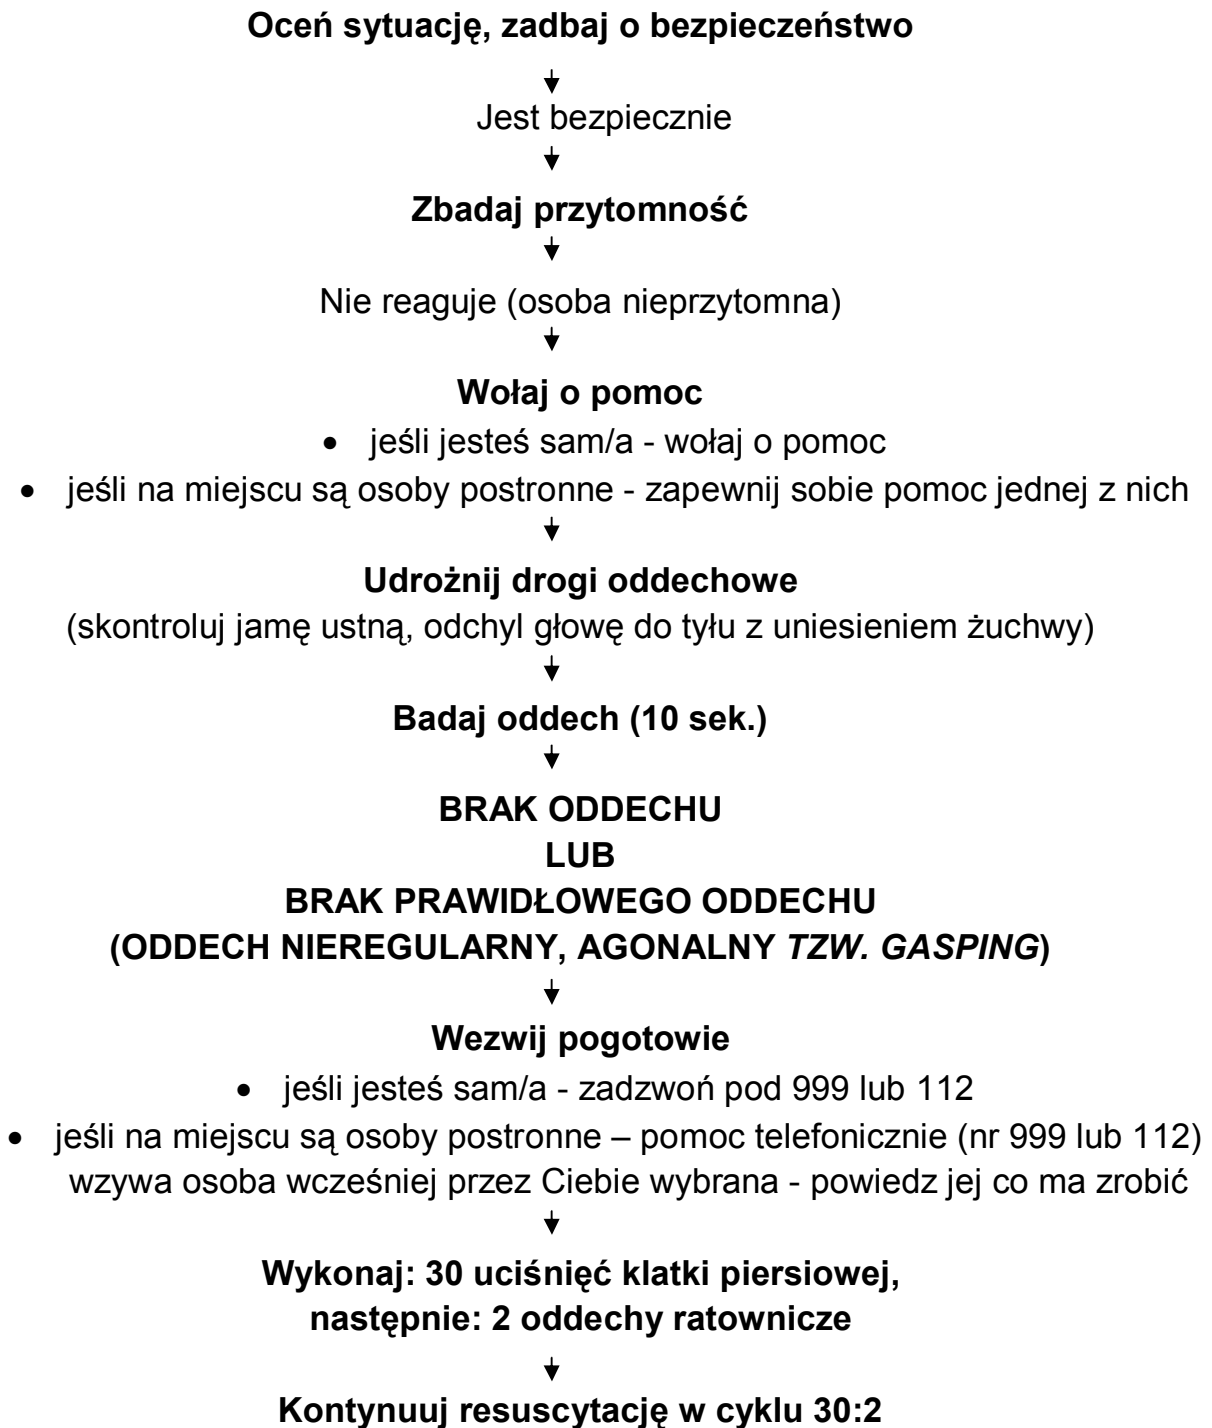 Oceń sytuację, zadbaj o bezpieczeństwo
Jest bezpiecznie
Zbadaj przytomność
Nie reaguje (osoba nieprzytomna)
Wołaj o pomoc
• jeśli jesteś sam/a - wołaj o pomoc
• jeśli na miejscu są osoby postronne - zapewnij sobie pomoc jednej z nich
Udrożnij drogi oddechowe
(skontroluj jamę ustną, odchyl głowę do tyłu z uniesieniem żuchwy)
Badaj oddech (10 sek.)
BRAK ODDECHU
LUB
BRAK PRAWIDŁOWEGO ODDECHU
(ODDECH NIEREGULARNY, AGONALNY TZW. GASPING)
Wezwij pogotowie
• jeśli jesteś sam/a - zadzwoń pod 999 lub 112
• jeśli na miejscu są osoby postronne – pomoc telefonicznie (nr 999 lub 112)
wzywa osoba wcześniej przez Ciebie wybrana - powiedz jej co ma zrobić
Wykonaj: 30 uciśnięć klatki piersiowej,
następnie: 2 oddechy ratownicze
Kontynuuj resuscytację w cyklu 30:2